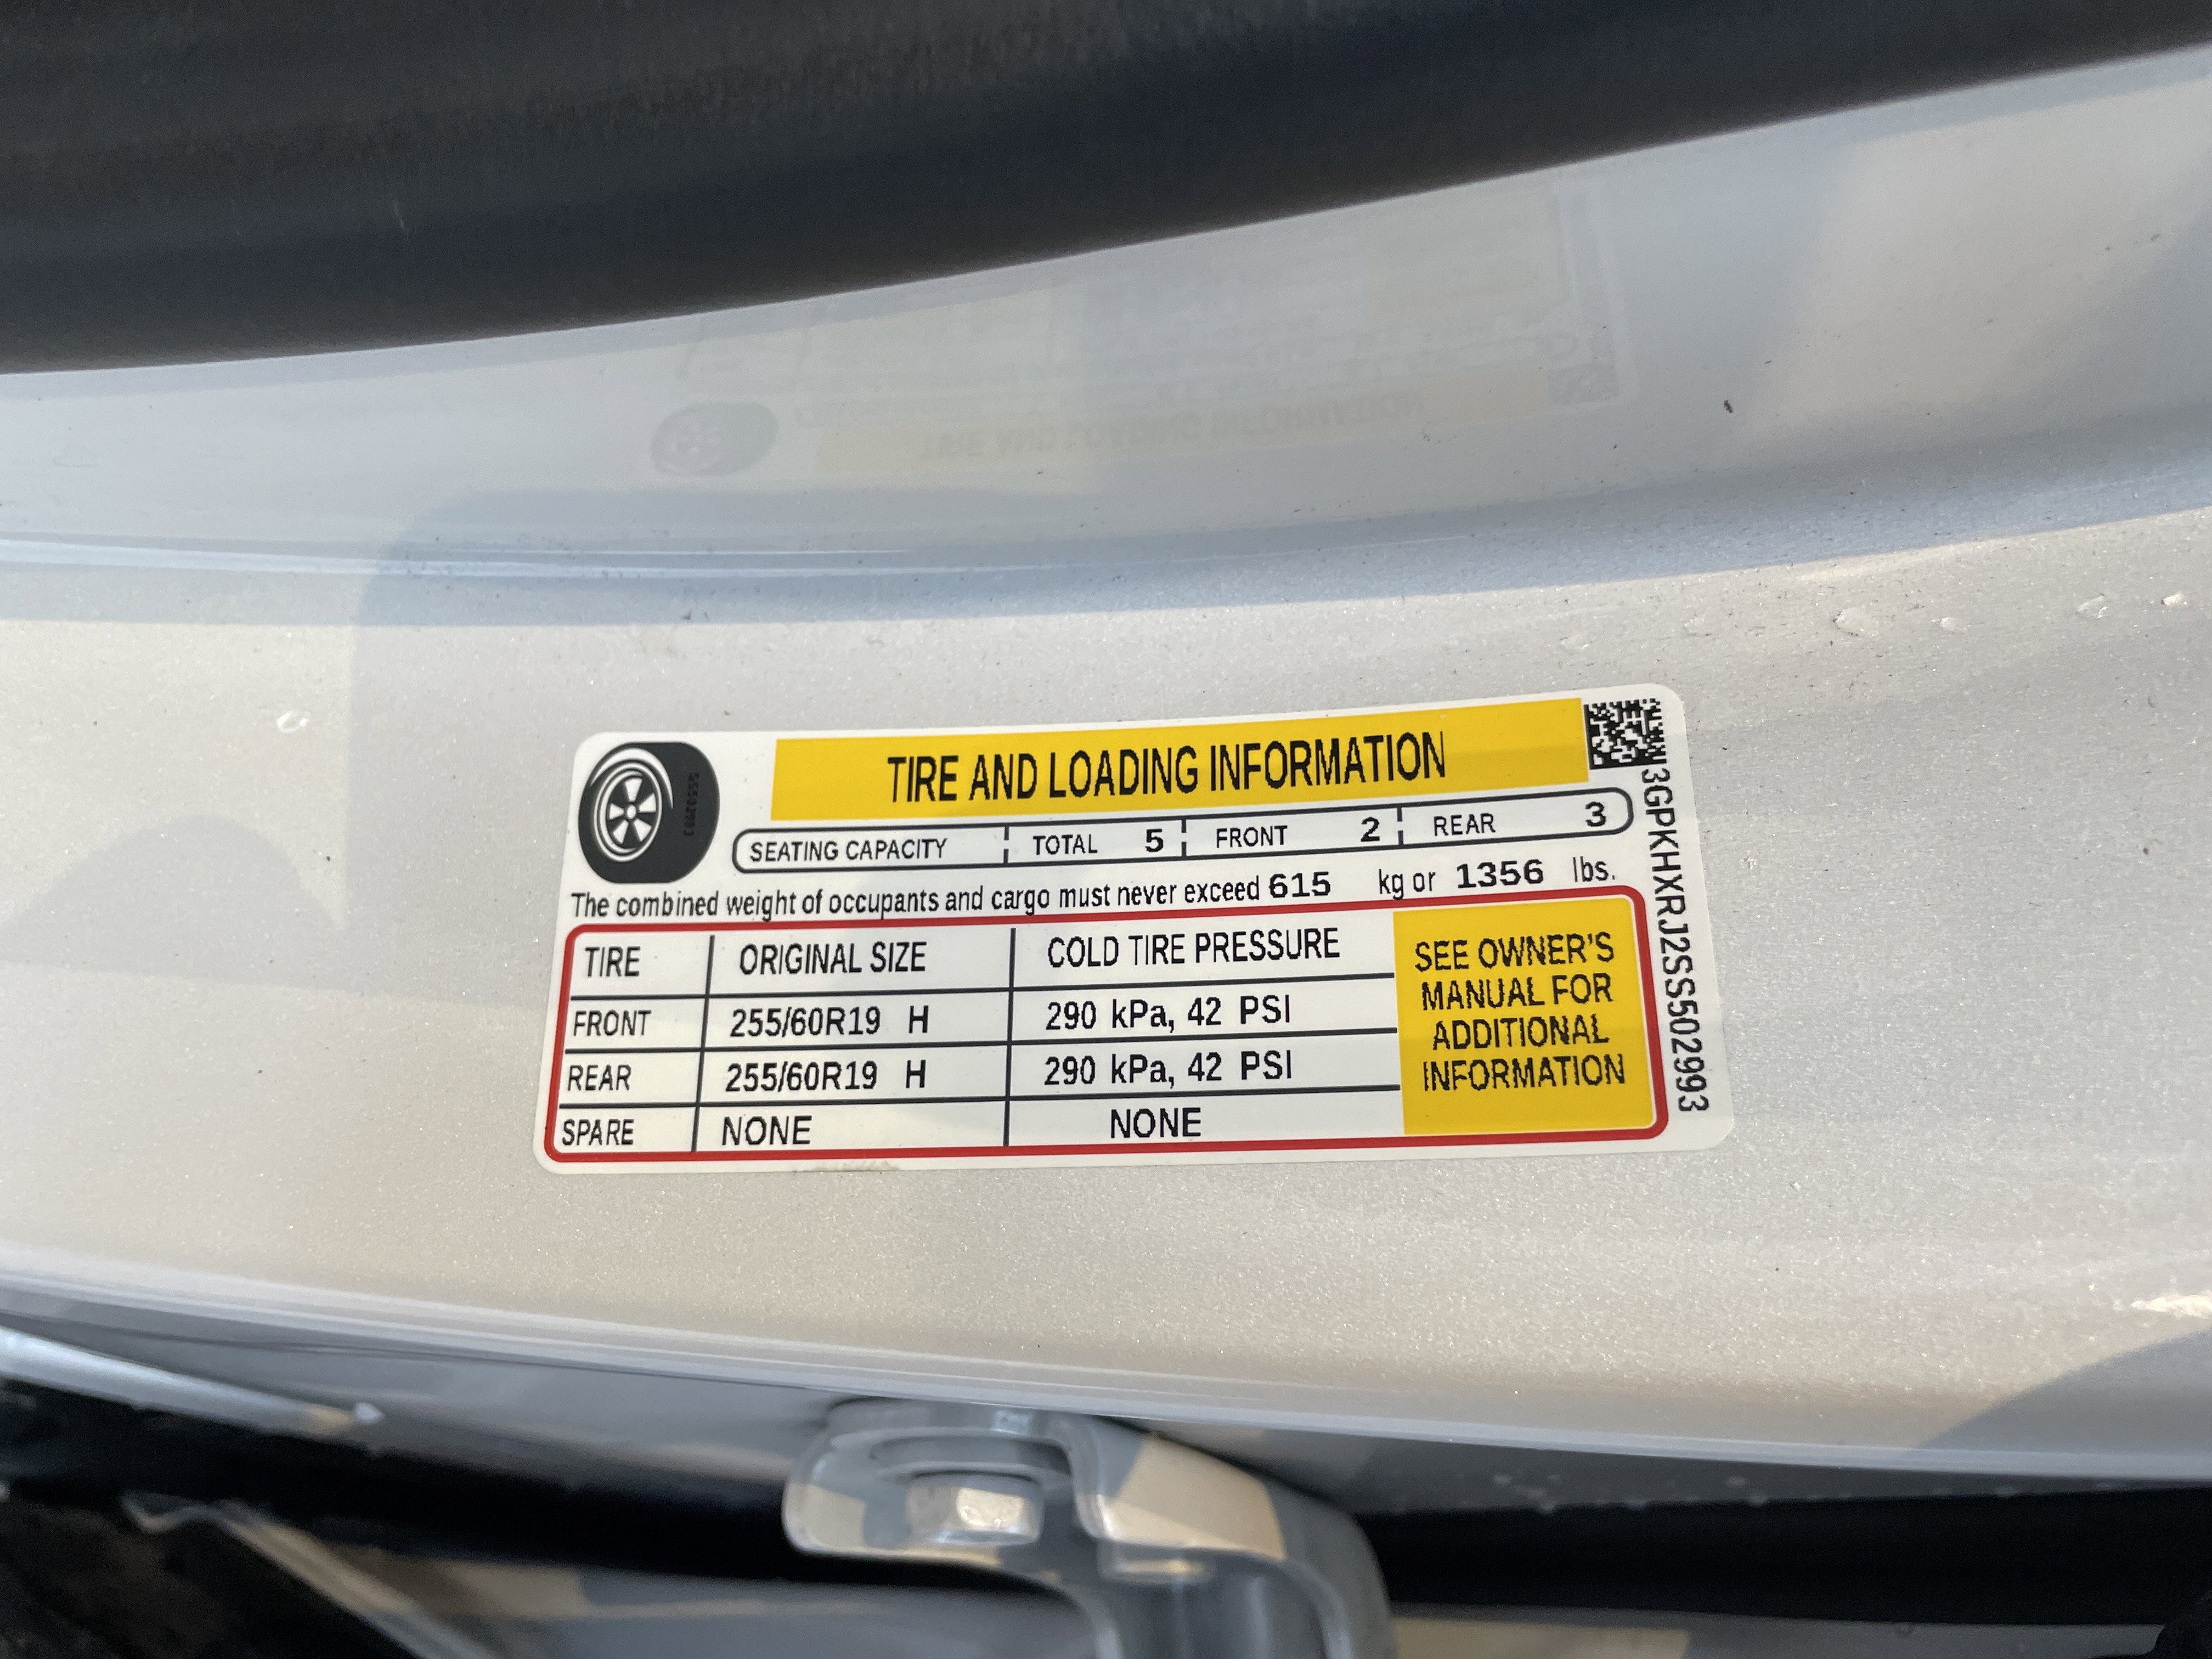 TIRE AND LOADING INFORMATION
SEATING CAPACITY TOTAL 5 FRONT 2 REAR 3
The combined weight of occupants and cargo must never exceed 615 kg or 1356 lbs.
TIRE ORIGINAL SIZE COLD TIRE PRESSURE
FRONT 255/60R19 H 290 kPa, 42 PSI
REAR 255/60R19 H 290 kPa, 42 PSI
SPARE NONE NONE
SEE OWNER'S
MANUAL FOR
ADDITIONAL
INFORMATION
3GPKHXRJ2SS502993
SS502993